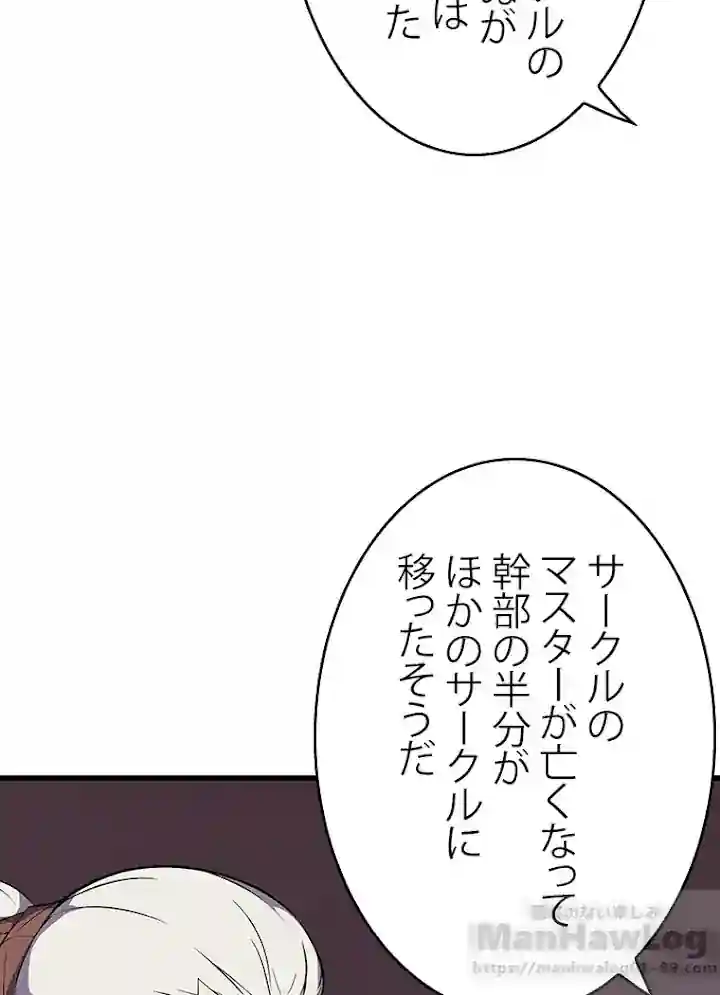 ルの
ぬが
は
た
サークルの
マスターが亡くなって
幹部の半分が
ほかのサークルに
移ったそうだ
ManHawLog